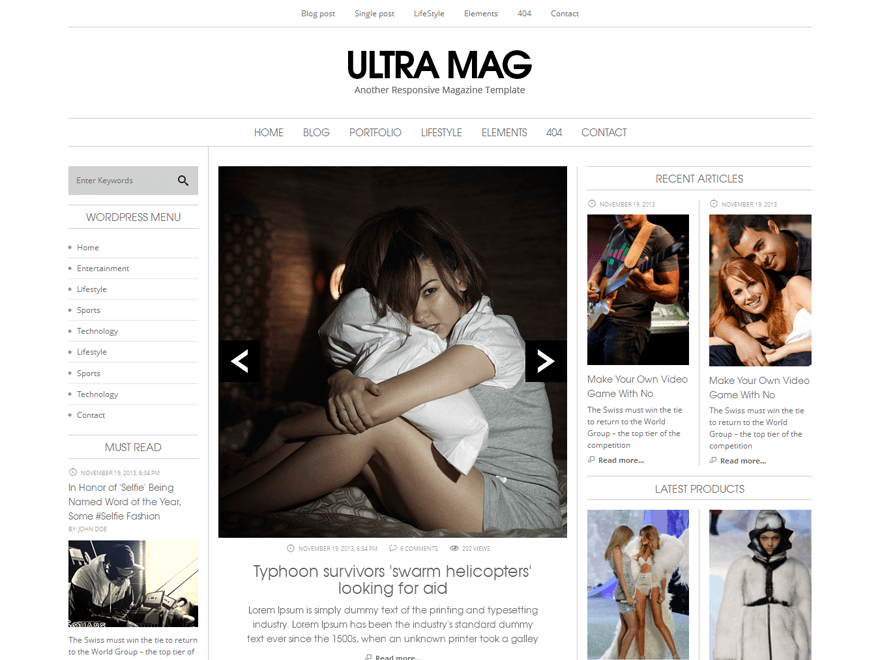 Blog post Single post LifeStyle Elements 404 Contact
ULTRA MAG
Another Responsive Magazine Template
HOME BLOG PORTFOLIO LIFESTYLE ELEMENTS 404 CONTACT
Enter Keywords
WORDPRESS MENU
Home
Entertainment
Lifestyle
Sports
Technology
Lifestyle
Sports
Technology
Contact
MUST READ
NOVEMBER 19, 2013, 6:34 PM
In Honor of 'Selfie' Being
Named Word of the Year,
Some #Selfie Fashion
BY: JOHN DOE
The Swiss must win the tie to return
to the World Group – the top tier of
NOVEMBER 19, 2013, 6:34 PM 6 COMMENTS 202 VIEWS
Typhoon survivors 'swarm helicopters'
looking for aid
Lorem Ipsum is simply dummy text of the printing and typesetting
industry. Lorem Ipsum has been the industry's standard dummy
text ever since the 1500s, when an unknown printer took a galley
Read more...
RECENT ARTICLES
NOVEMBER 19, 2013
Make Your Own Video
Game With No
The Swiss must win the tie
to return to the World
Group – the top tier of the
competition
Read more...
NOVEMBER 19, 2013
Make Your Own Video
Game With No
The Swiss must win the tie
to return to the World
Group – the top tier of the
competition
Read more...
LATEST PRODUCTS